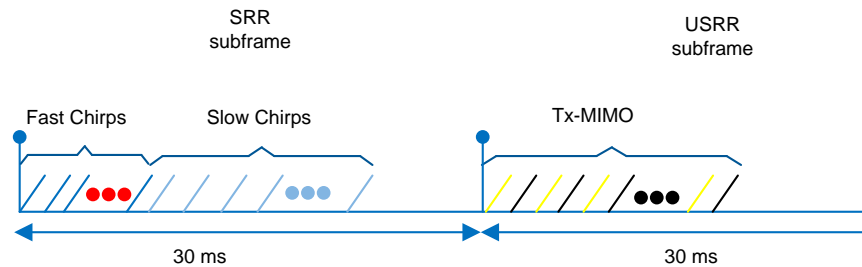 SRR
subframe
USRR
subframe
Fast Chirps
Slow Chirps
Tx-MIMO
30 ms
30 ms